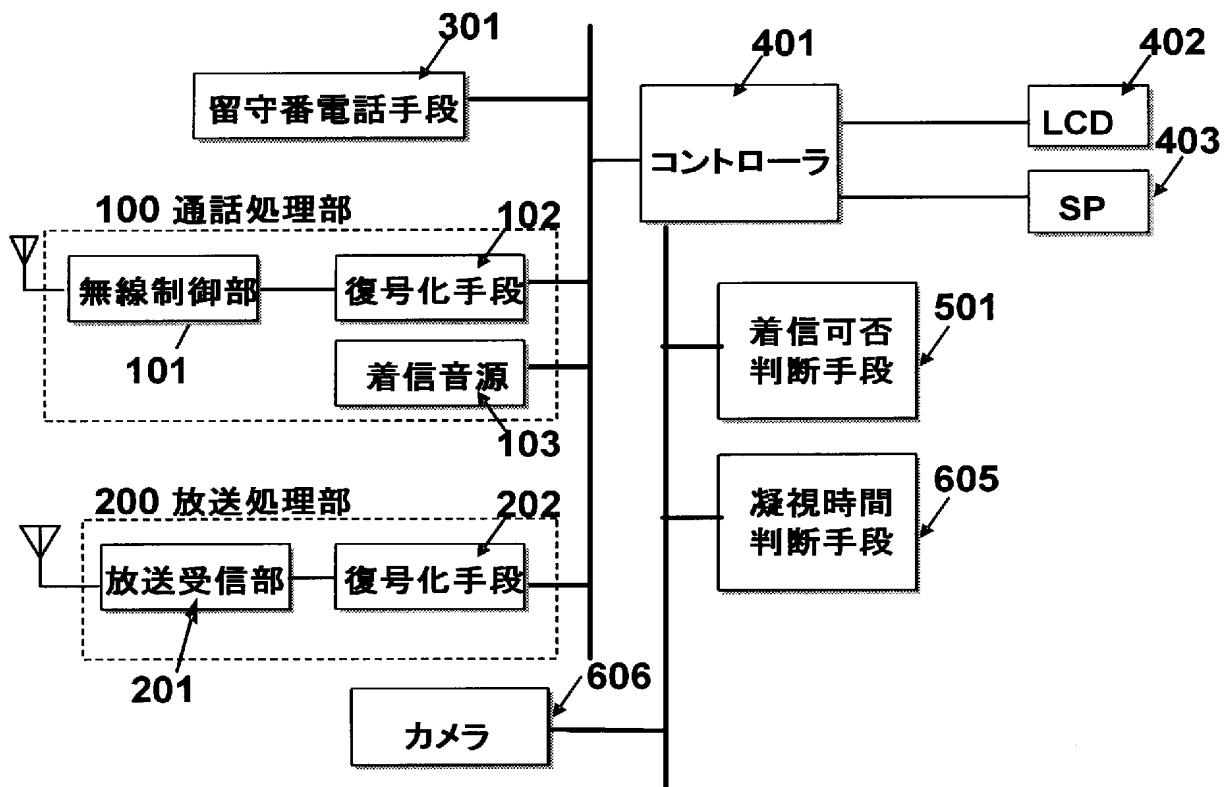 301
留守番電話手段
401
コントローラ
402
LCD
403
SP
100 通話処理部
102
無線制御部
復号化手段
101
着信音源
103
着信可否
判断手段
501
200 放送処理部
202
放送受信部
復号化手段
201
凝視時間
判断手段
605
606
カメラ